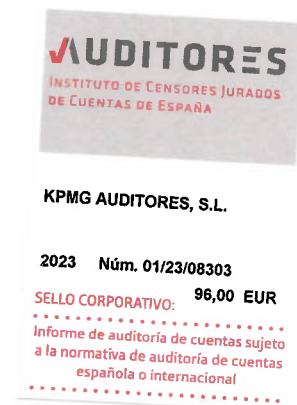 AUDITORES
INSTITUTO DE CENSORES JURADOS
DE CUENTAS DE ESPAÑA
KPMG AUDITORES, S.L.
2023 Núm. 01/23/08303
SELLO CORPORATIVO: 96,00 EUR
Informe de auditoría de cuentas sujeto
a la normativa de auditoría de cuentas
española o internacional